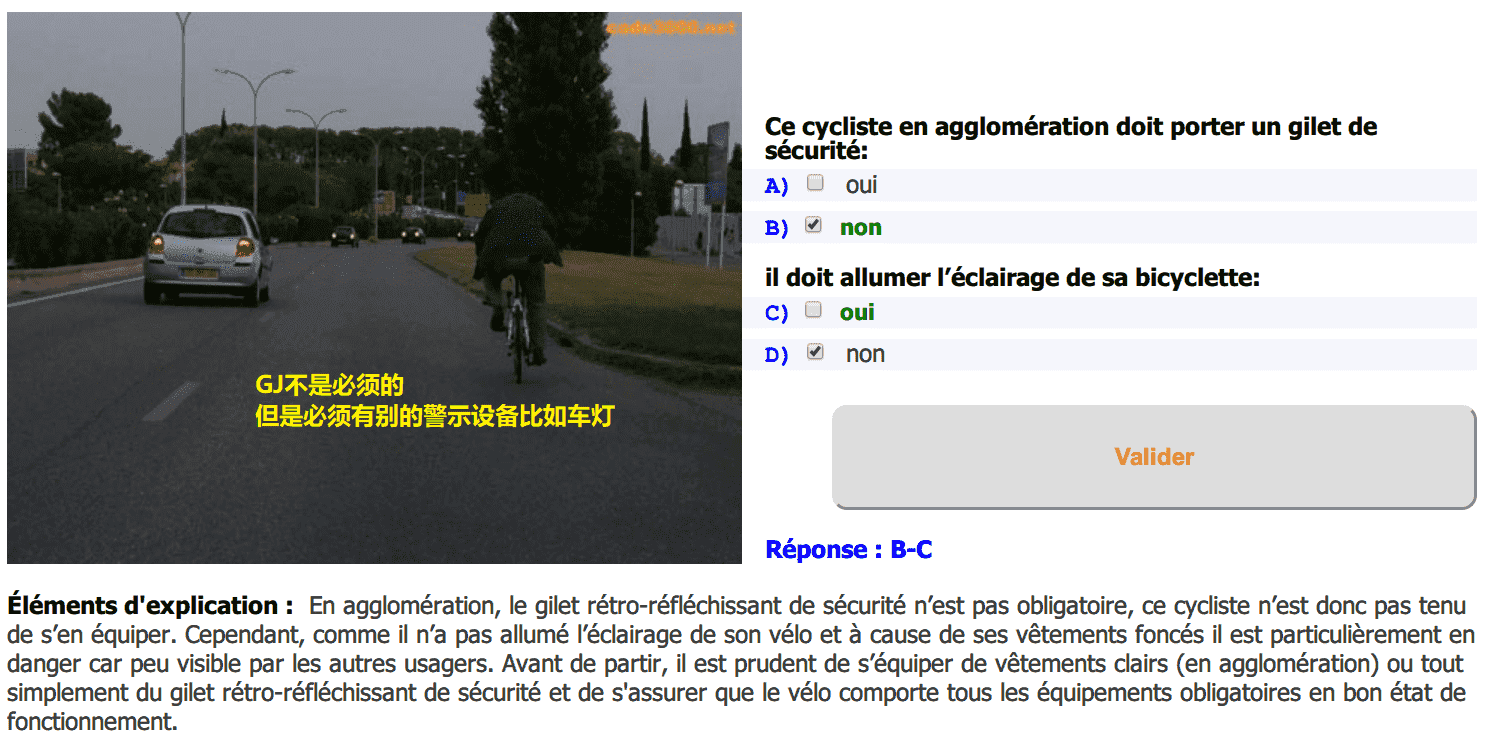 Ce cycliste en agglomération doit porter un gilet de
sécurité:
A) oui
B) non
il doit allumer l’éclairage de sa bicyclette:
C) oui
D) non
GJ不是必须的
但是必须有别的警示设备比如车灯
Valider
Réponse : B-C
Éléments d'explication : En agglomération, le gilet rétro-réfléchissant de sécurité n’est pas obligatoire, ce cycliste n’est donc pas tenu
de s’en équiper. Cependant, comme il n’a pas allumé l’éclairage de son vélo et à cause de ses vêtements foncés il est particulièrement en
danger car peu visible par les autres usagers. Avant de partir, il est prudent de s’équiper de vêtements clairs (en agglomération) ou tout
simplement du gilet rétro-réfléchissant de sécurité et de s'assurer que le vélo comporte tous les équipements obligatoires en bon état de
fonctionnement.